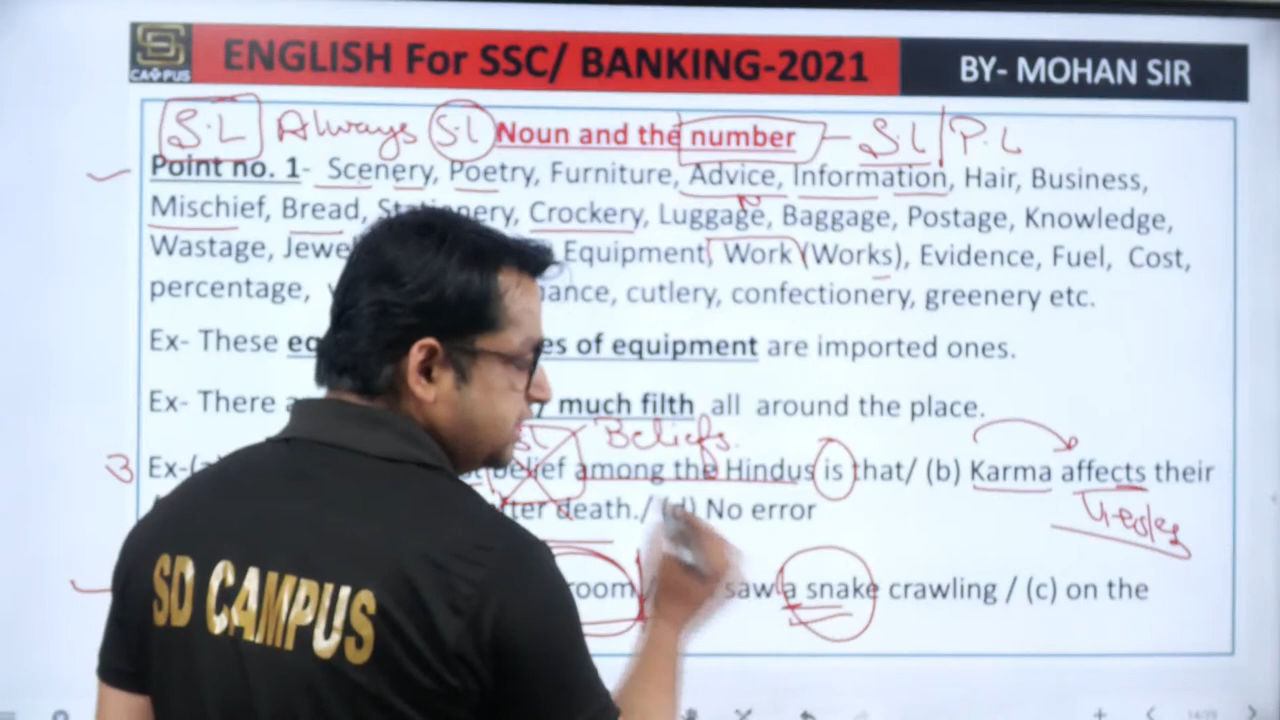 CAMPUS ENGLISH For SSC/ BANKING-2021 BY- MOHAN SIR
S.L Always S.L Noun and the number - S.L/P.L
Point no. 1- Scenery, Poetry, Furniture, Advice, Information, Hair, Business,
Mischief, Bread, Crockery, Luggage, Baggage, Postage, Knowledge,
Wastage, Equipment, Work (Works), Evidence, Fuel, Cost,
percentage, cutlery, confectionery, greenery etc.
Ex- These of equipment are imported ones.
Ex- There much filth all around the place.
Beliefs
Ex- belief among the Hindus is that/ (b) Karma affects their
death./ (d) No error
room saw a snake crawling / (c) on the
SD CAMPUS